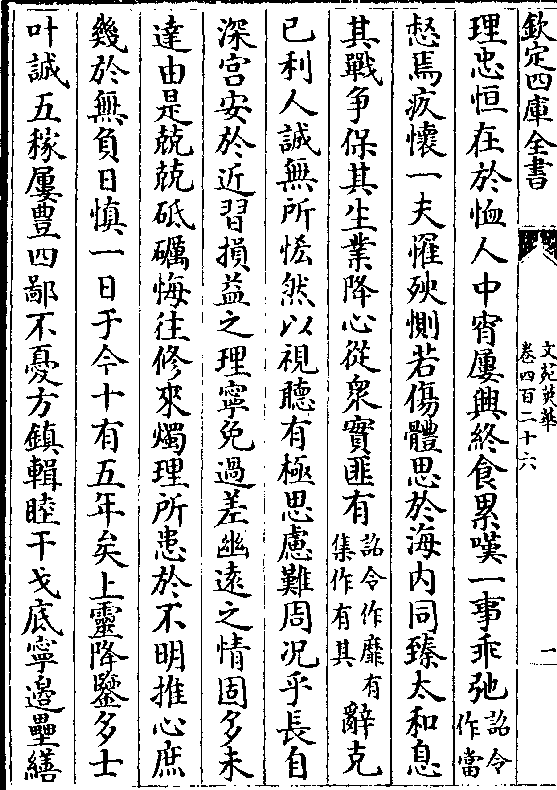 欽定四庫全書
文苑英華
卷四百二十六
一
理忠恒在於恤人中宵屢興終食累嘆一事乖弛詔令作當
惄焉疚懷一夫罹殃惻若傷體思於海内同臻太和息
其戰争保其生業降心從衆實匪有詔令作靡有集作有其辭克
已利人誠無所恡然以視聽有極思慮難周况乎長自
深宫安於近習損益之理寧免過差幽遠之情固多未
達由是兢兢砥礪悔往修來燭理所患於不明推心庶
幾於無負日慎一日于今十有五年矣上靈降鑒多士
叶誠五稼屢豊四鄙不憂方鎮輯睦干戈底寧邉壘繕